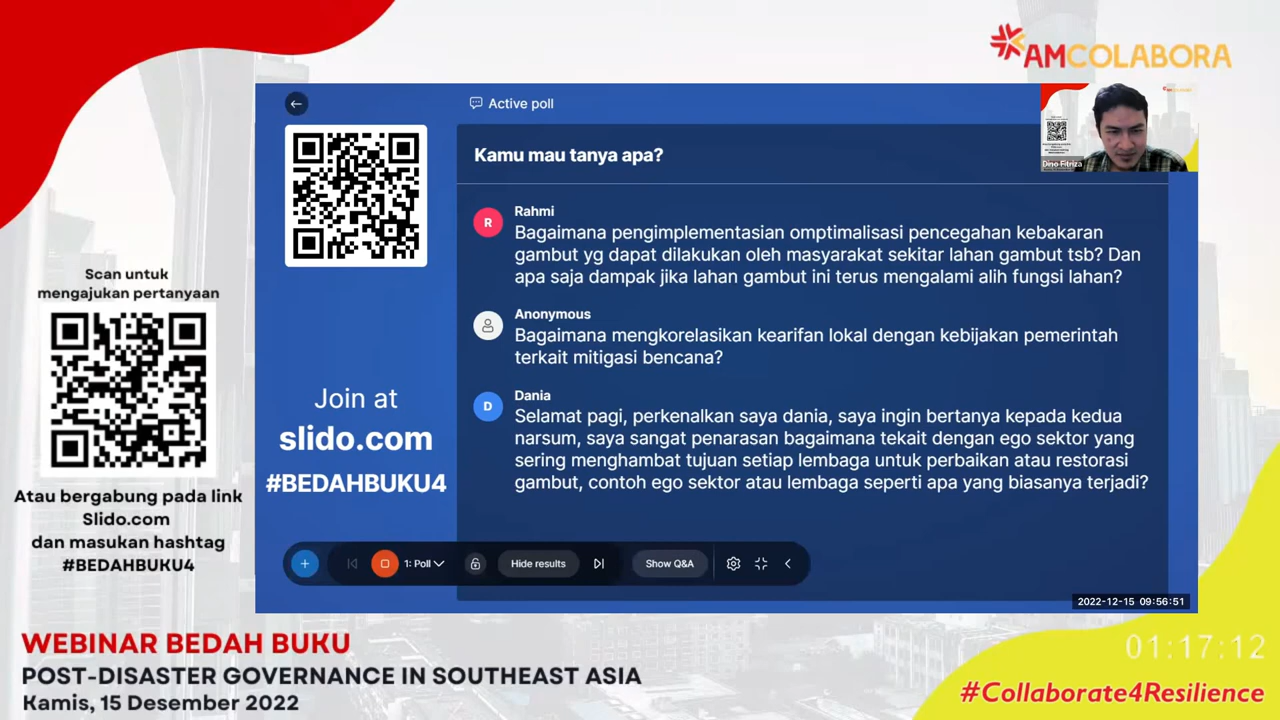 AMCOLABORA
Active poll
Kamu mau tanya apa?
Dino Fitriza
R
Rahmi
Bagaimana pengimplementasian omptimalisasi pencegahan kebakaran
gambut yg dapat dilakukan oleh masyarakat sekitar lahan gambut tsb? Dan
apa saja dampak jika lahan gambut ini terus mengalami alih fungsi lahan?
Anonymous
Bagaimana mengkorelasikan kearifan lokal dengan kebijakan pemerintah
terkait mitigasi bencana?
D
Dania
Selamat pagi, perkenalkan saya dania, saya ingin bertanya kepada kedua
narsum, saya sangat penarasan bagaimana tekait dengan ego sektor yang
sering menghambat tujuan setiap lembaga untuk perbaikan atau restorasi
gambut, contoh ego sektor atau lembaga seperti apa yang biasanya terjadi?
Join at
slido.com
#BEDAHBUKU4
Scan untuk
mengajukan pertanyaan
Atau bergabung pada link
Slido.com
dan masukan hashtag
#BEDAHBUKU4
1: Poll
Hide results
Show Q&A
2022-12-15 09:56:51
WEBINAR BEDAH BUKU
POST-DISASTER GOVERNANCE IN SOUTHEAST ASIA
Kamis, 15 Desember 2022
01:17:12
#Collaborate4Resilience